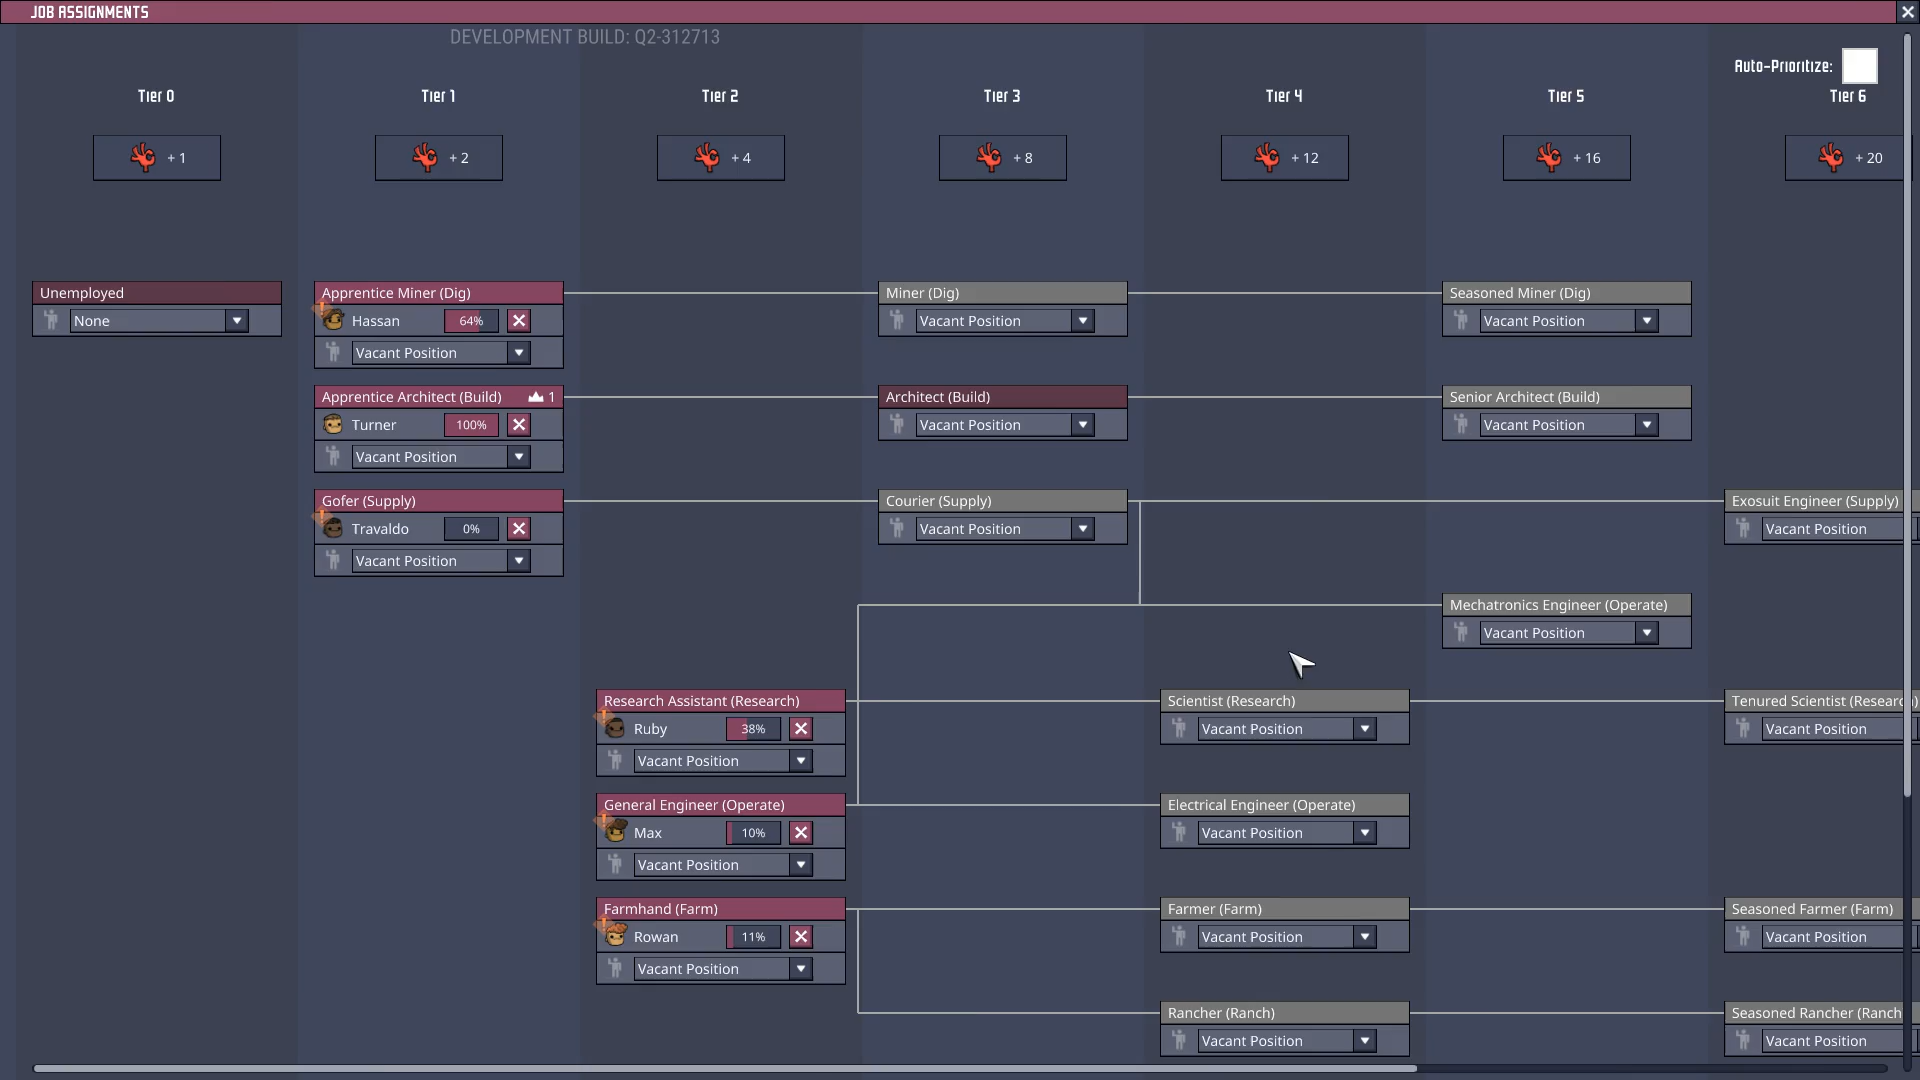 JOB ASSIGNMENTS
DEVELOPMENT BUILD: Q2-312713
Auto-Prioritize:
Tier 0
Tier 1
Tier 2
Tier 3
Tier 4
Tier 5
Tier 6
+ 1
+ 2
+ 4
+ 8
+ 12
+ 16
+ 20
Unemployed
None
Apprentice Miner (Dig)
Hassan 64%
Vacant Position
Miner (Dig)
Vacant Position
Seasoned Miner (Dig)
Vacant Position
Apprentice Architect (Build) 1
Turner 100%
Vacant Position
Architect (Build)
Vacant Position
Senior Architect (Build)
Vacant Position
Gofer (Supply)
Travaldo 0%
Vacant Position
Courier (Supply)
Vacant Position
Exosuit Engineer (Supply)
Vacant Position
Mechatronics Engineer (Operate)
Vacant Position
Research Assistant (Research)
Ruby 38%
Vacant Position
Scientist (Research)
Vacant Position
Tenured Scientist (Research)
Vacant Position
General Engineer (Operate)
Max 10%
Vacant Position
Electrical Engineer (Operate)
Vacant Position
Farmhand (Farm)
Rowan 11%
Vacant Position
Farmer (Farm)
Vacant Position
Seasoned Farmer (Farm)
Vacant Position
Rancher (Ranch)
Vacant Position
Seasoned Rancher (Ranch
Vacant Position